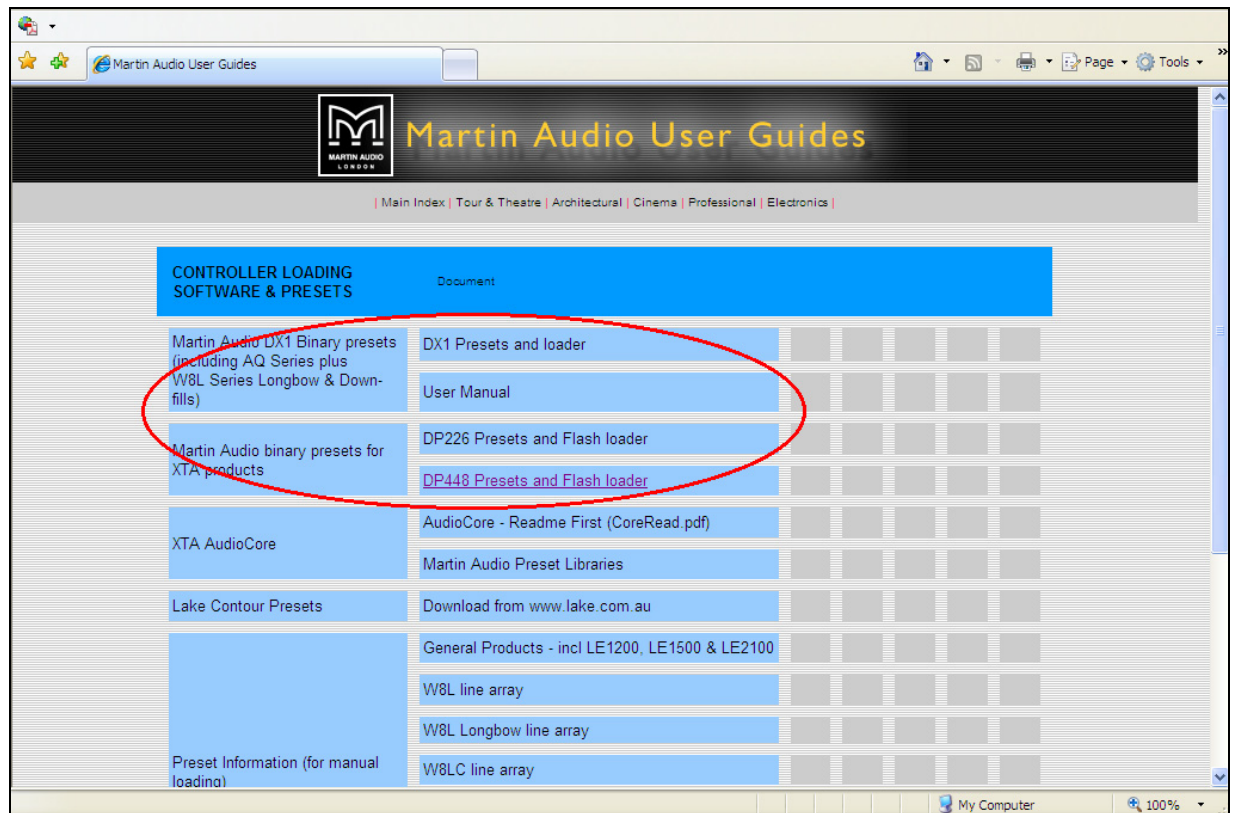 Martin Audio User Guides
Page
Tools
»
MARTIN AUDIO
LONDON
Martin Audio User Guides
| Main Index | Tour & Theatre | Architectural | Cinema | Professional | Electronics |
CONTROLLER LOADING
SOFTWARE & PRESETS
Document
Martin Audio DX1 Binary presets
(including AQ Series plus
W8L Series Longbow & Down-
fills)
DX1 Presets and loader
User Manual
Martin Audio binary presets for
XTA products
DP226 Presets and Flash loader
DP448 Presets and Flash loader
XTA AudioCore
AudioCore - Readme First (CoreRead.pdf)
Martin Audio Preset Libraries
Lake Contour Presets
Download from www.lake.com.au
General Products - incl LE1200, LE1500 & LE2100
W8L line array
W8L Longbow line array
Preset Information (for manual
loading)
W8LC line array
My Computer
100%